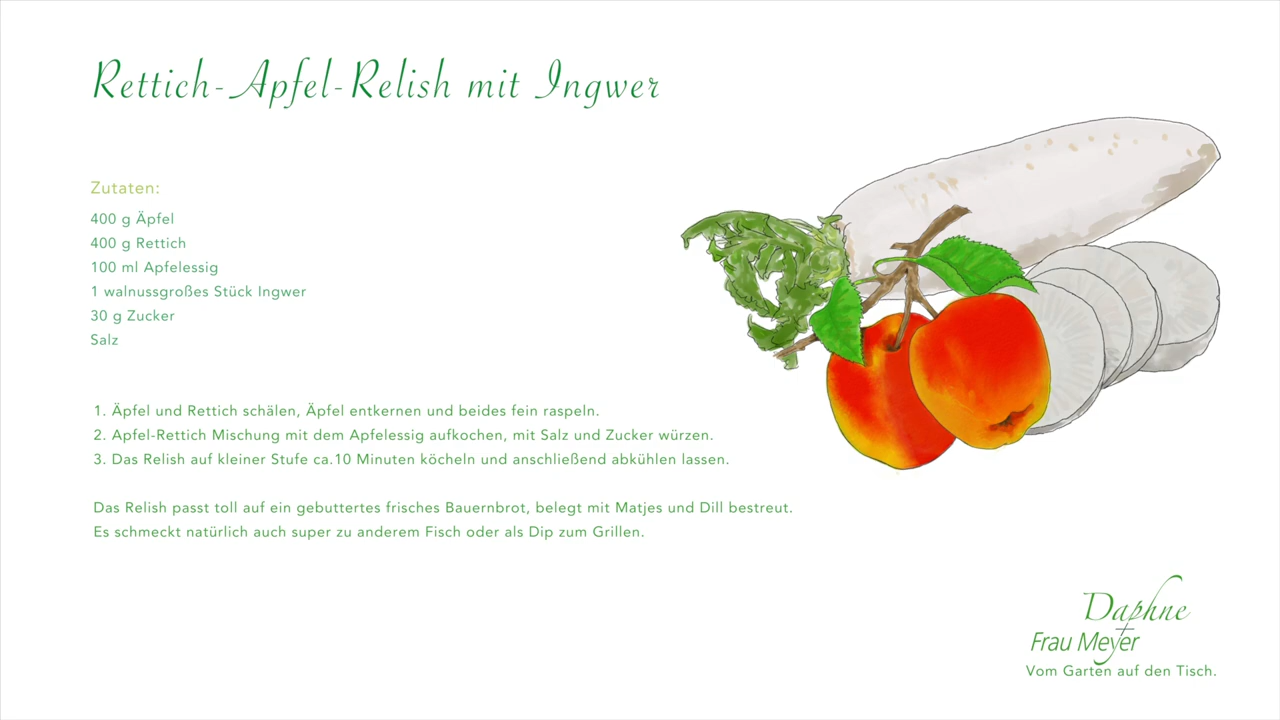 Rettich-Apfel-Relish mit Ingwer
Zutaten:
400 g Äpfel
400 g Rettich
100 ml Apfelessig
1 walnussgroßes Stück Ingwer
30 g Zucker
Salz
1. Äpfel und Rettich schälen, Äpfel entkernen und beides fein raspeln.
2. Apfel-Rettich Mischung mit dem Apfelessig aufkochen, mit Salz und Zucker würzen.
3. Das Relish auf kleiner Stufe ca.10 Minuten köcheln und anschließend abkühlen lassen.
Das Relish passt toll auf ein gebuttertes frisches Bauernbrot, belegt mit Matjes und Dill bestreut.
Es schmeckt natürlich auch super zu anderem Fisch oder als Dip zum Grillen.
Daphne
+
Frau Meyer
Vom Garten auf den Tisch.